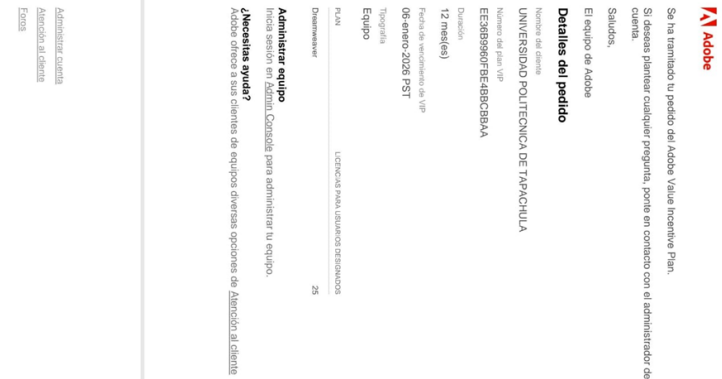 Adobe
Se ha tramitado tu pedido del Adobe Value Incentive Plan.
Si deseas plantear cualquier pregunta, ponte en contacto con el administrador de
cuenta.
Saludos,
El equipo de Adobe
Detalles del pedido
Nombre del cliente
UNIVERSIDAD POLITECNICA DE TAPACHULA
Número del plan VIP
EE36B9960FBE4BBCBBAA
Duración
12 mes(es)
Fecha de vencimiento de VIP
06-enero-2026 PST
Tipografía
Equipo
PLAN LICENCIAS PARA USUARIOS DESIGNADOS
Dreamweaver 25
Administrar equipo
Inicia sesión en Admin Console para administrar tu equipo.
¿Necesitas ayuda?
Adobe ofrece a sus clientes de equipos diversas opciones de Atención al cliente
Administrar cuenta
Atención al cliente
Foros